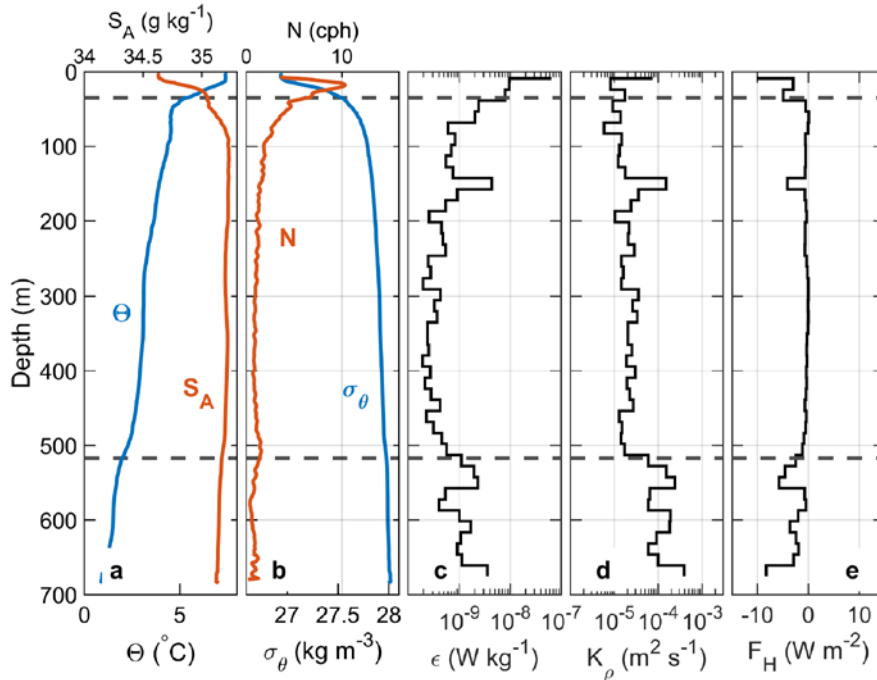 S_A (g kg^-1) N (cph)
34 34.5 35 0 10
0
100
200
300
400
500
600
700
Depth (m)
Θ
S_A
N
σ_θ
a b c d e
0 5 27 27.5 28 10^-9 10^-8 10^-7 10^-5 10^-4 10^-3 -10 0 10
Θ (°C) σ_θ (kg m^-3) ϵ (W kg^-1) K_ρ (m^2 s^-1) F_H (W m^-2)